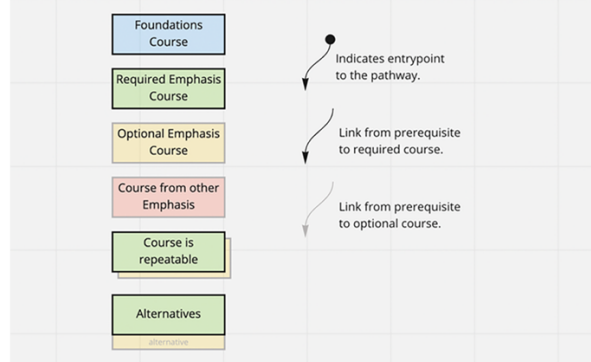 Foundations
Course
Required Emphasis
Course
Optional Emphasis
Course
Course from other
Emphasis
Course is
repeatable
Alternatives
alternative
Indicates entrypoint
to the pathway.
Link from prerequisite
to required course.
Link from prerequisite
to optional course.